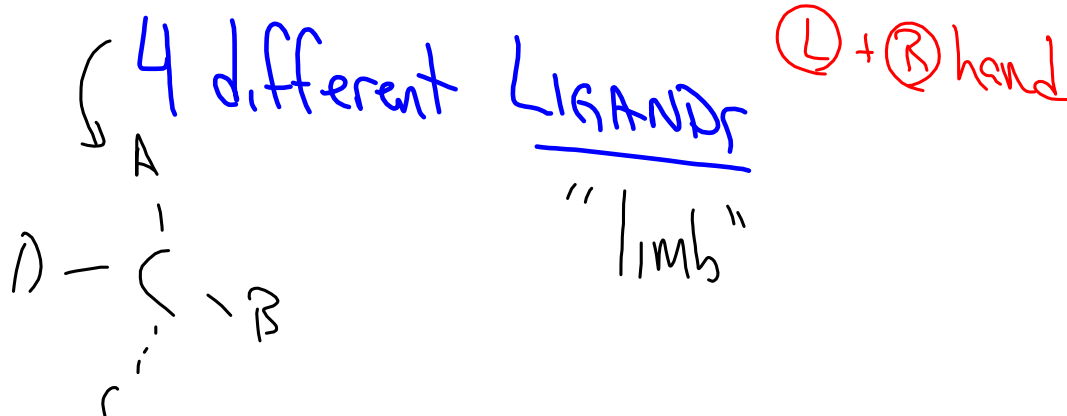 4 different LIGANDs
L + R hand
"limb"
A
D — C
B
C